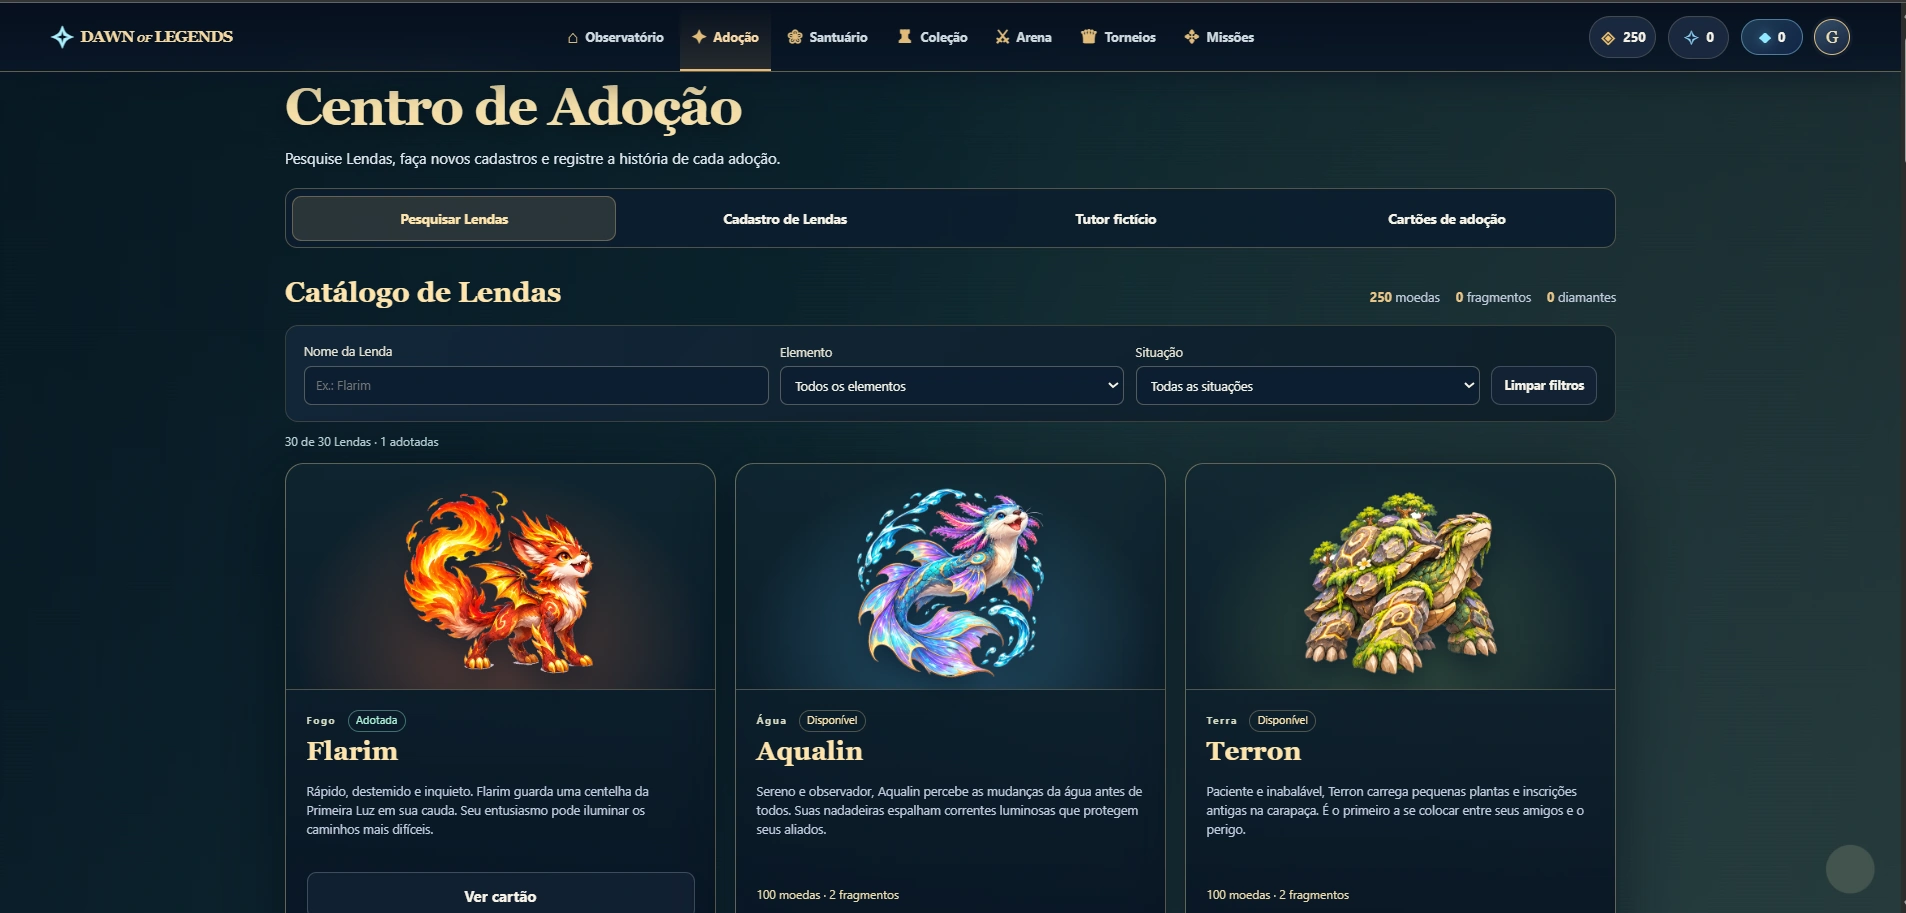 DAWN OF LEGENDS
Observatório
Adoção
Santuário
Coleção
Arena
Torneios
Missões
250
0
0
G
Centro de Adoção
Pesquise Lendas, faça novos cadastros e registre a história de cada adoção.
Pesquisar Lendas
Cadastro de Lendas
Tutor fictício
Cartões de adoção
Catálogo de Lendas
250 moedas 0 fragmentos 0 diamantes
Nome da Lenda
Elemento
Situação
Ex.: Flarim
Todos os elementos
Todas as situações
Limpar filtros
30 de 30 Lendas · 1 adotadas
Fogo Adotada
Flarim
Rápido, destemido e inquieto. Flarim guarda uma centelha da
Primeira Luz em sua cauda. Seu entusiasmo pode iluminar os
caminhos mais difíceis.
Ver cartão
Água Disponível
Aqualin
Sereno e observador, Aqualin percebe as mudanças da água antes de
todos. Suas nadadeiras espalham correntes luminosas que protegem
seus aliados.
100 moedas · 2 fragmentos
Terra Disponível
Terron
Paciente e inabalável, Terron carrega pequenas plantas e inscrições
antigas na carapaça. É o primeiro a se colocar entre seus amigos e o
perigo.
100 moedas · 2 fragmentos